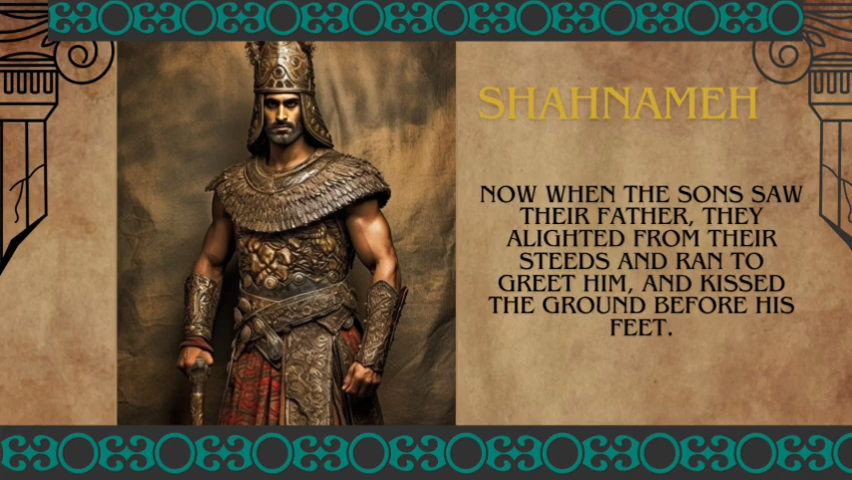 SHAHNAMEH
NOW WHEN THE SONS SAW
THEIR FATHER, THEY
ALIGHTED FROM THEIR
STEEDS AND RAN TO
GREET HIM, AND KISSED
THE GROUND BEFORE HIS
FEET.